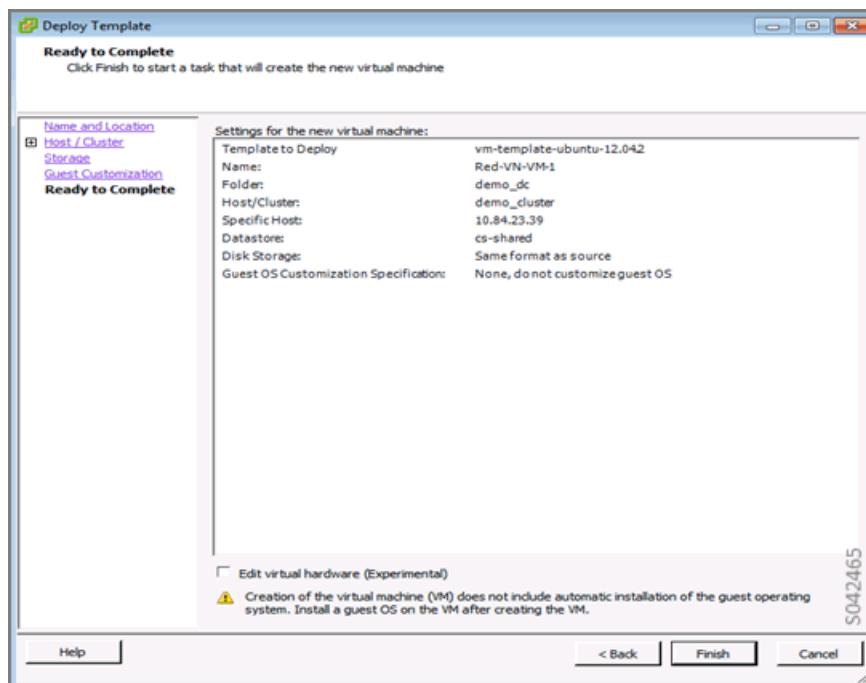 Deploy Template
Ready to Complete
Click Finish to start a task that will create the new virtual machine
Name and Location
Host / Cluster
Storage
Guest Customization
Ready to Complete
Settings for the new virtual machine:
Template to Deploy vm-template-ubuntu-12.042
Name: Red-VN-VM-1
Folder: demo_dc
Host/Cluster: demo_cluster
Specific Host: 10.84.23.39
Datastore: cs-shared
Disk Storage: Same format as source
Guest OS Customization Specification: None, do not customize guest OS
Edit virtual hardware (Experimental)
Creation of the virtual machine (VM) does not include automatic installation of the guest operating
system. Install a guest OS on the VM after creating the VM.
S042465
Help
< Back
Finish
Cancel